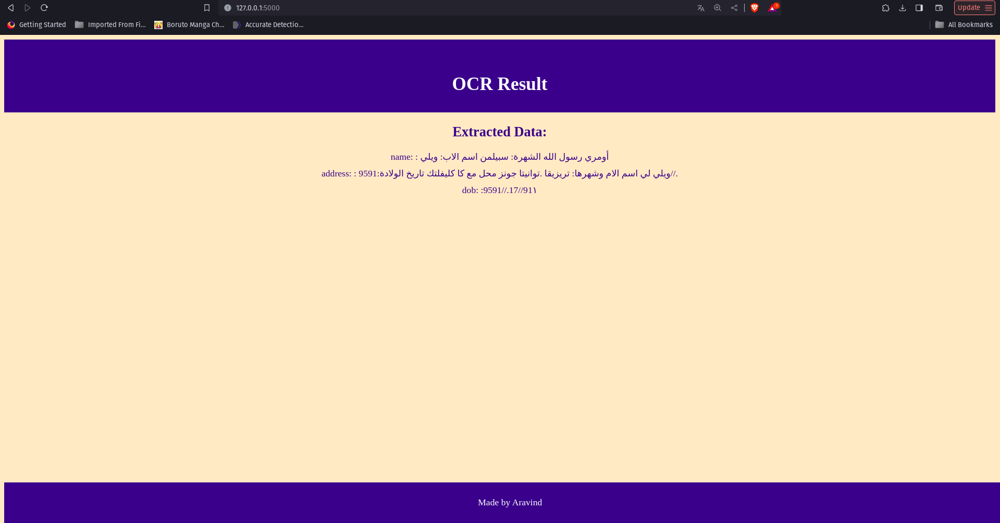 127.0.0.1:5000
1
Update
Getting Started
Imported From Fi...
Boruto Manga Ch...
Accurate Detectio...
All Bookmarks
OCR Result
Extracted Data:
name: : أومري رسول الله الشهرة: سبيلمن اسم الاب: ويلي
address: : 9591:ويلي لي اسم الام وشهرها: تريزيقا .توانيتا جونز محل مع كا كليفلتك تاريخ الولادة//.
dob: :9591//.17//91١
Made by Aravind